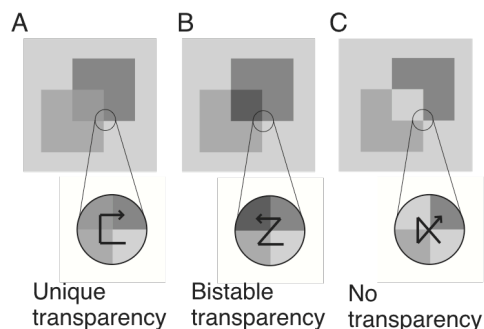 A
B
C
Unique
transparency
Bistable
transparency
No
transparency